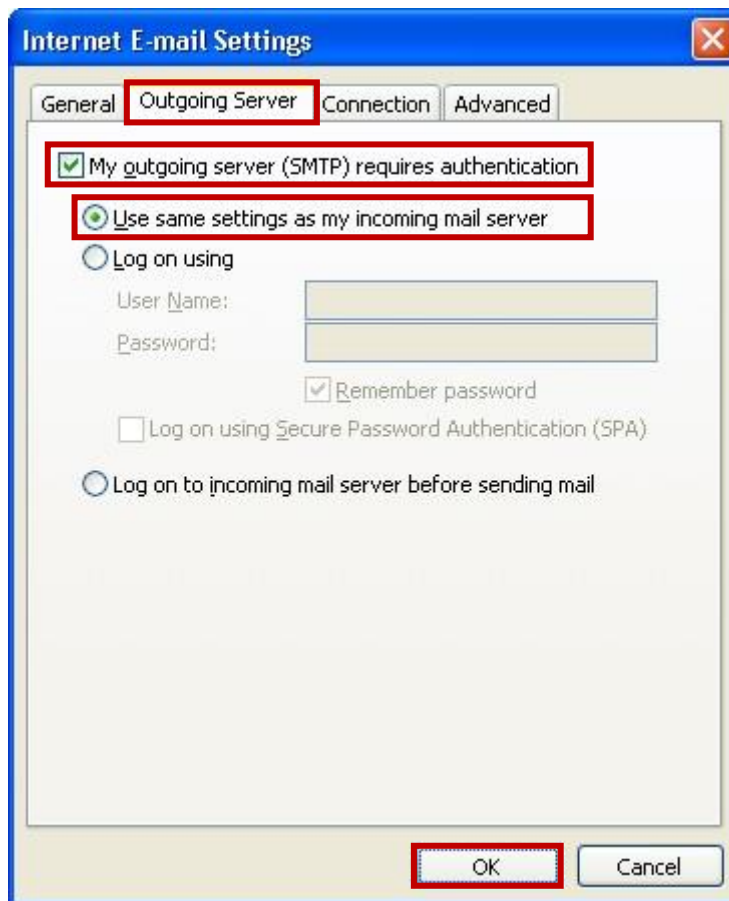 Internet E-mail Settings
General Outgoing Server Connection Advanced
My outgoing server (SMTP) requires authentication
Use same settings as my incoming mail server
Log on using
User Name:
Password:
Remember password
Log on using Secure Password Authentication (SPA)
Log on to incoming mail server before sending mail
OK Cancel